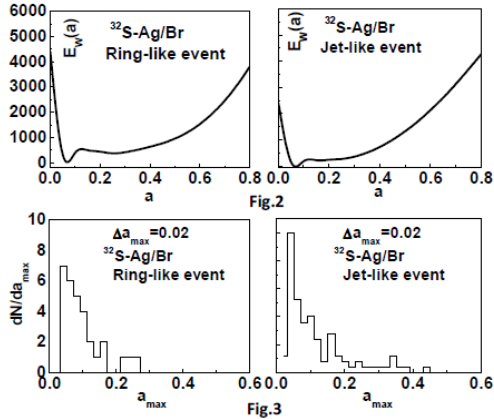 7000
6000
5000
4000
3000
2000
1000
0
E_w(a)
³²S-Ag/Br
Ring-like event
0.0 0.2 0.4 0.6 0.8
a
E_w(a)
³²S-Ag/Br
Jet-like event
0.0 0.2 0.4 0.6 0.8
a
Fig.2
10
8
6
4
2
0
dN/da_max
Δa_max=0.02
³²S-Ag/Br
Ring-like event
0.0 0.2 0.4 0.6
a_max
Δa_max=0.02
³²S-Ag/Br
Jet-like event
0.0 0.2 0.4 0.6
a_max
Fig.3